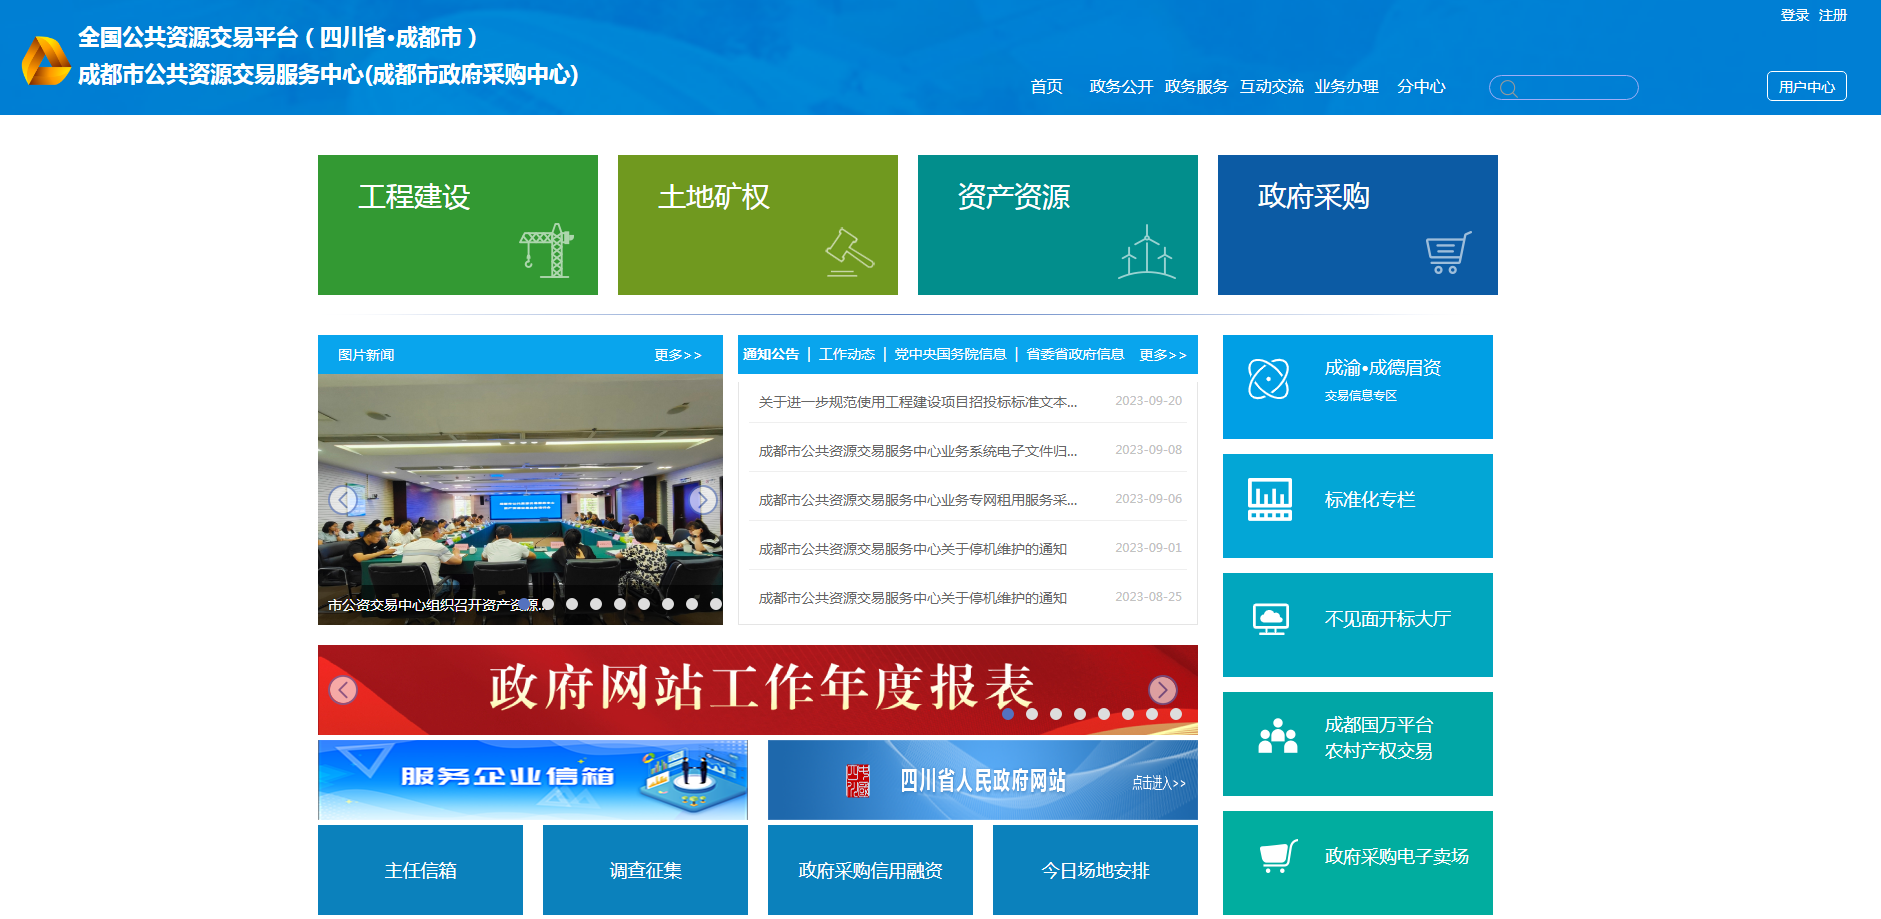 登录 注册
全国公共资源交易平台（四川省·成都市）
成都市公共资源交易服务中心(成都市政府采购中心)
首页 政务公开 政务服务 互动交流 业务办理 分中心
用户中心
工程建设
土地矿权
资产资源
政府采购
图片新闻 更多>>
市公资交易中心组织召开资产资源...
通知公告 | 工作动态 | 党中央国务院信息 | 省委省政府信息 更多>>
关于进一步规范使用工程建设项目招投标标准文本... 2023-09-20
成都市公共资源交易服务中心业务系统电子文件归... 2023-09-08
成都市公共资源交易服务中心业务专网租用服务采... 2023-09-06
成都市公共资源交易服务中心关于停机维护的通知 2023-09-01
成都市公共资源交易服务中心关于停机维护的通知 2023-08-25
成渝•成德眉资
交易信息专区
标准化专栏
不见面开标大厅
成都国万平台
农村产权交易
政府采购电子卖场
政府网站工作年度报表
服务企业信箱
四川省人民政府网站
点击进入>>
主任信箱
调查征集
政府采购信用融资
今日场地安排